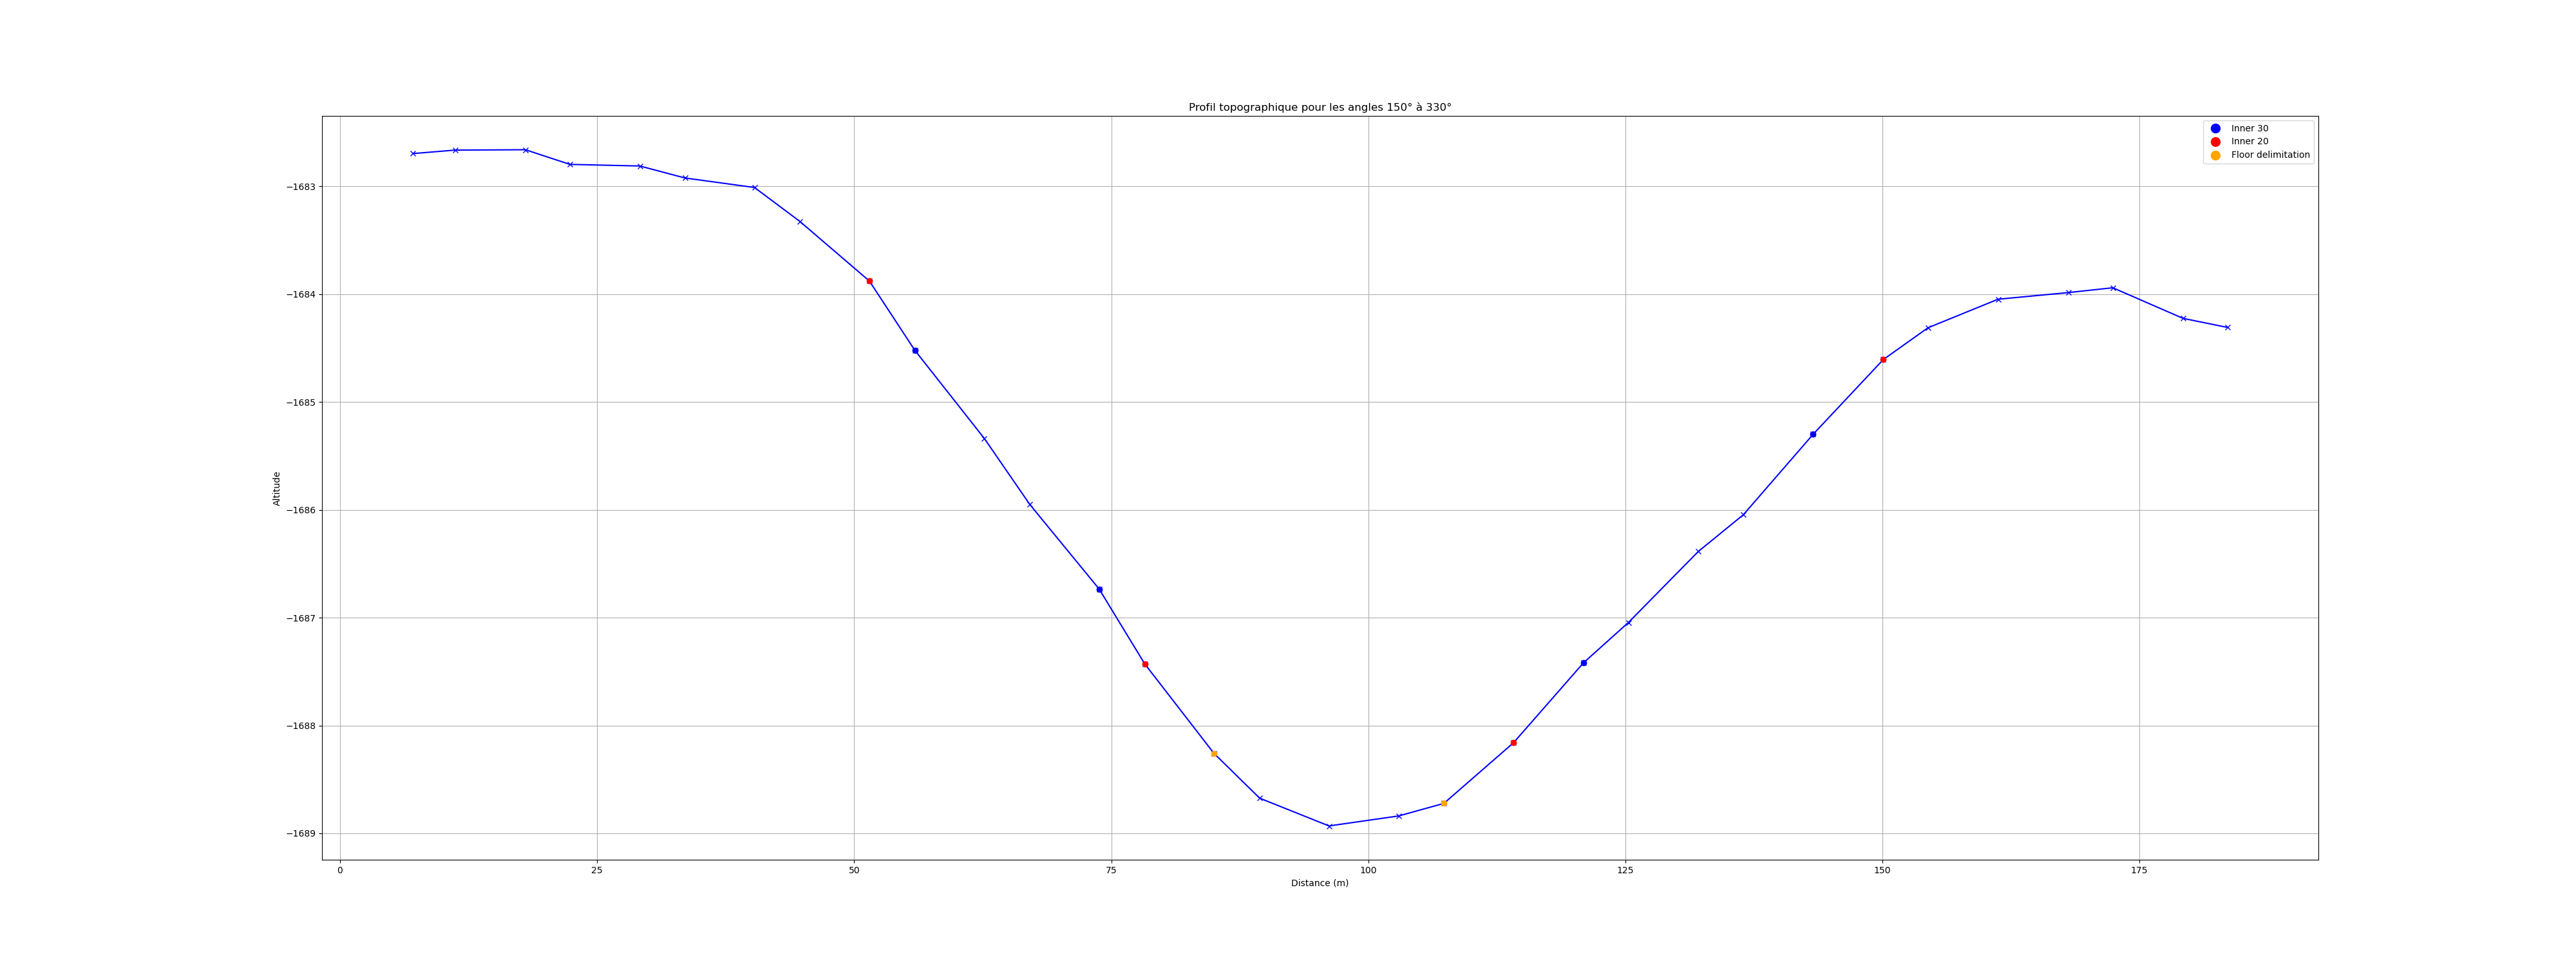 Profil topographique pour les angles 150° à 330°
Inner 30
Inner 20
Floor delimitation
−1683
−1684
−1685
−1686
−1687
−1688
−1689
Altitude
0 25 50 75 100 125 150 175
Distance (m)